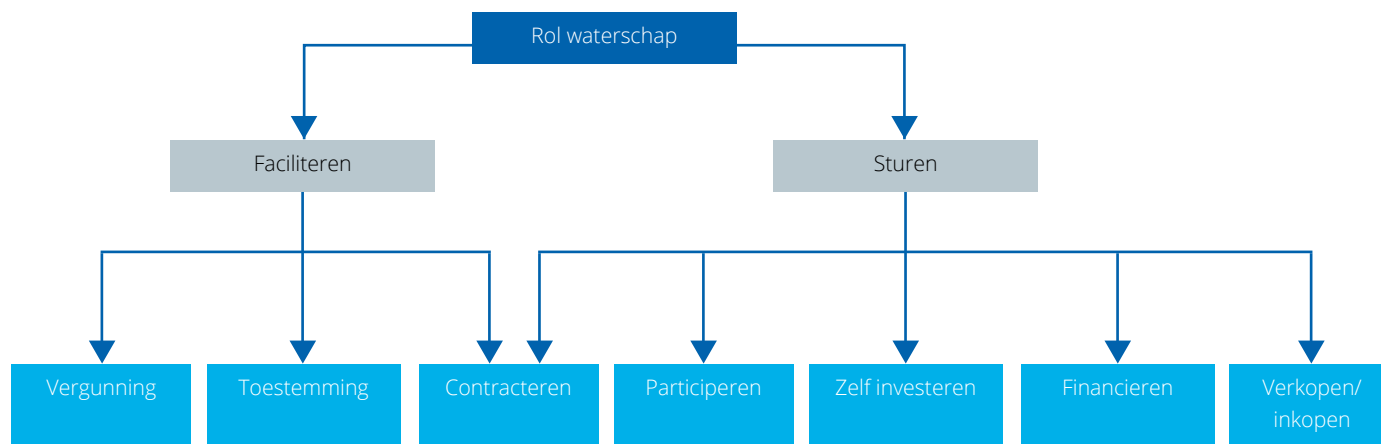 Rol waterschap
Faciliteren
Sturen
Vergunning
Toestemming
Contracteren
Participeren
Zelf investeren
Financieren
Verkopen/
inkopen